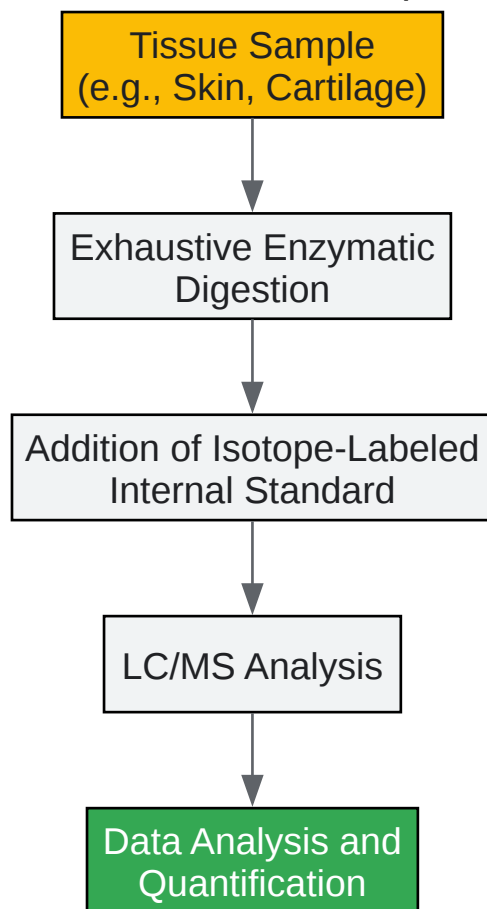 Tissue Sample
(e.g., Skin, Cartilage)
Exhaustive Enzymatic
Digestion
Addition of Isotope-Labeled
Internal Standard
LC/MS Analysis
Data Analysis and
Quantification